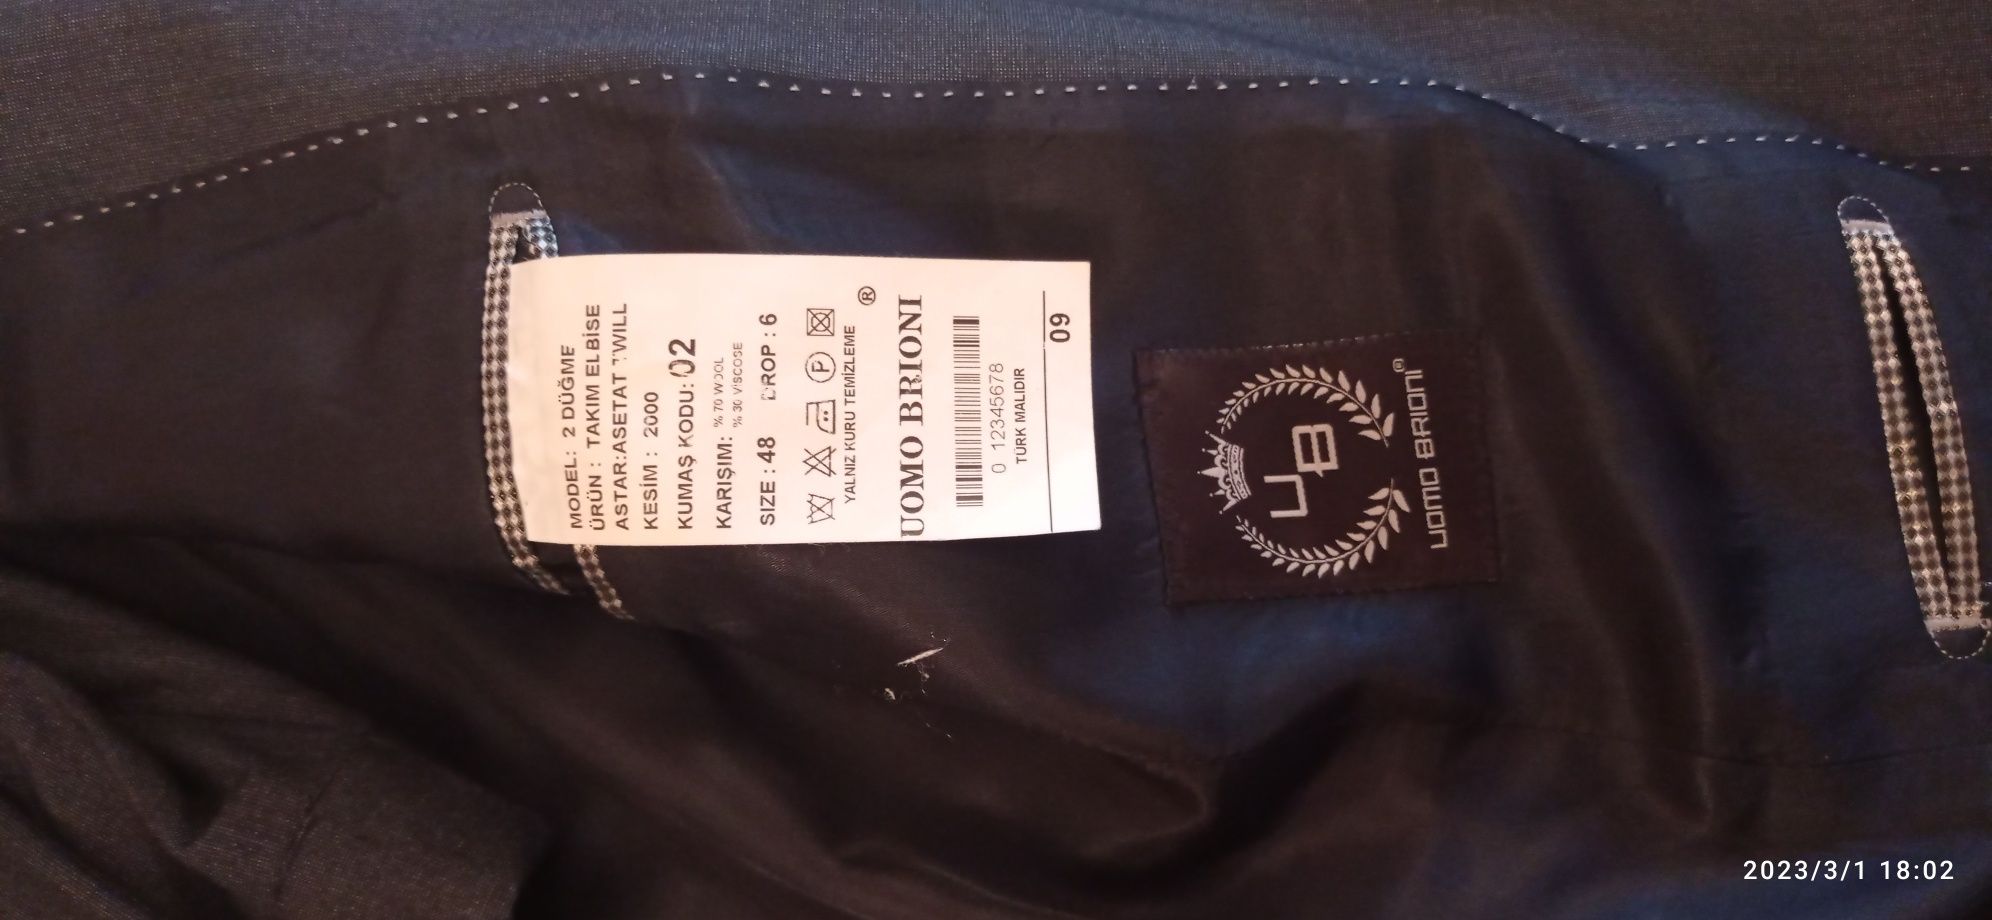 MODEL: 2 DÜĞME
ÜRÜN : TAKIM ELBİSE
ASTAR:ASETAT TWILL
KESİM : 2000
KUMAŞ KODU: 02
KARIŞIM: % 70 WOOL
% 30 VISCOSE
SIZE : 48 DROP : 6
P
YALNIZ KURU TEMİZLEME
®
UOMO BRIONI
0 12345678
TÜRK MALIDIR
09
UB
UOMO BRIONI®
2023/3/1 18:02